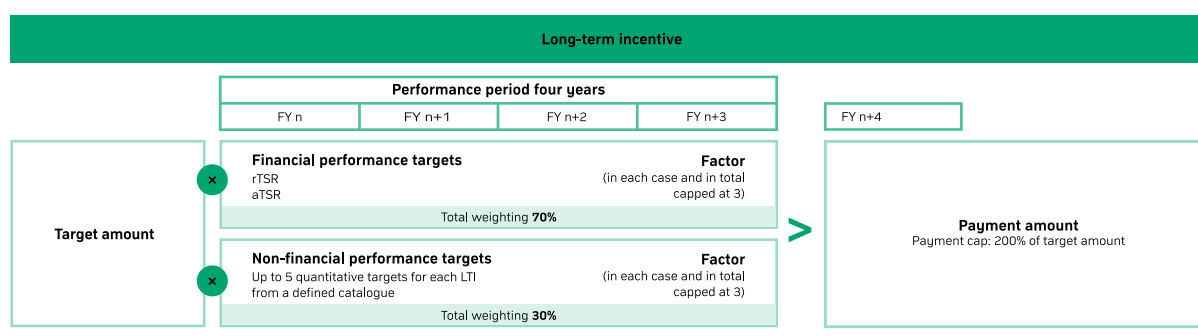 Long-term incentive
Performance period four years
FY n
FY n+1
FY n+2
FY n+3
FY n+4
Target amount
×
Financial performance targets
rTSR
aTSR
Factor
(in each case and in total
capped at 3)
Total weighting 70%
×
Non-financial performance targets
Up to 5 quantitative targets for each LTI
from a defined catalogue
Factor
(in each case and in total
capped at 3)
Total weighting 30%
>
Payment amount
Payment cap: 200% of target amount